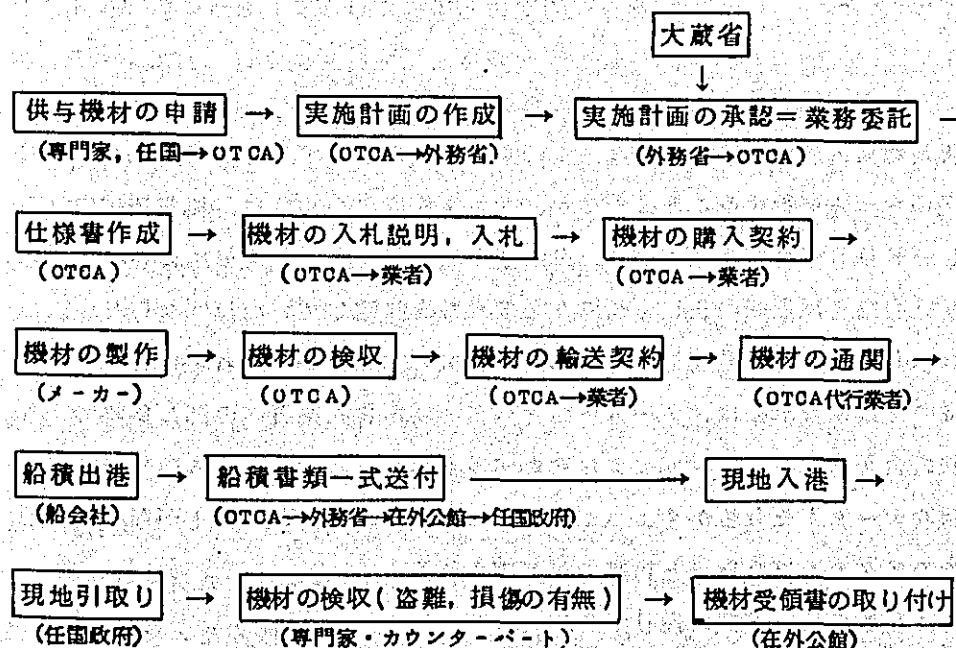 大蔵省
↓
供与機材の申請 → 実施計画の作成 → 実施計画の承認＝業務委託 →
(専門家，任国→OTCA) (OTCA→外務省) (外務省→OTCA)
仕様書作成 → 機材の入札説明，入札 → 機材の購入契約 →
(OTCA) (OTCA→業者) (OTCA→業者)
機材の製作 → 機材の検収 → 機材の輸送契約 → 機材の通関 →
(メーカー) (OTCA) (OTCA→業者) (OTCA代行業者)
船積出港 → 船積書類一式送付 → 現地入港 →
(船会社) (OTCA→外務省→在外公館→任国政府)
現地引取り → 機材の検収(盗難，損傷の有無) → 機材受領書の取り付け
(任国政府) (専門家・カウンターパート) (在外公館)